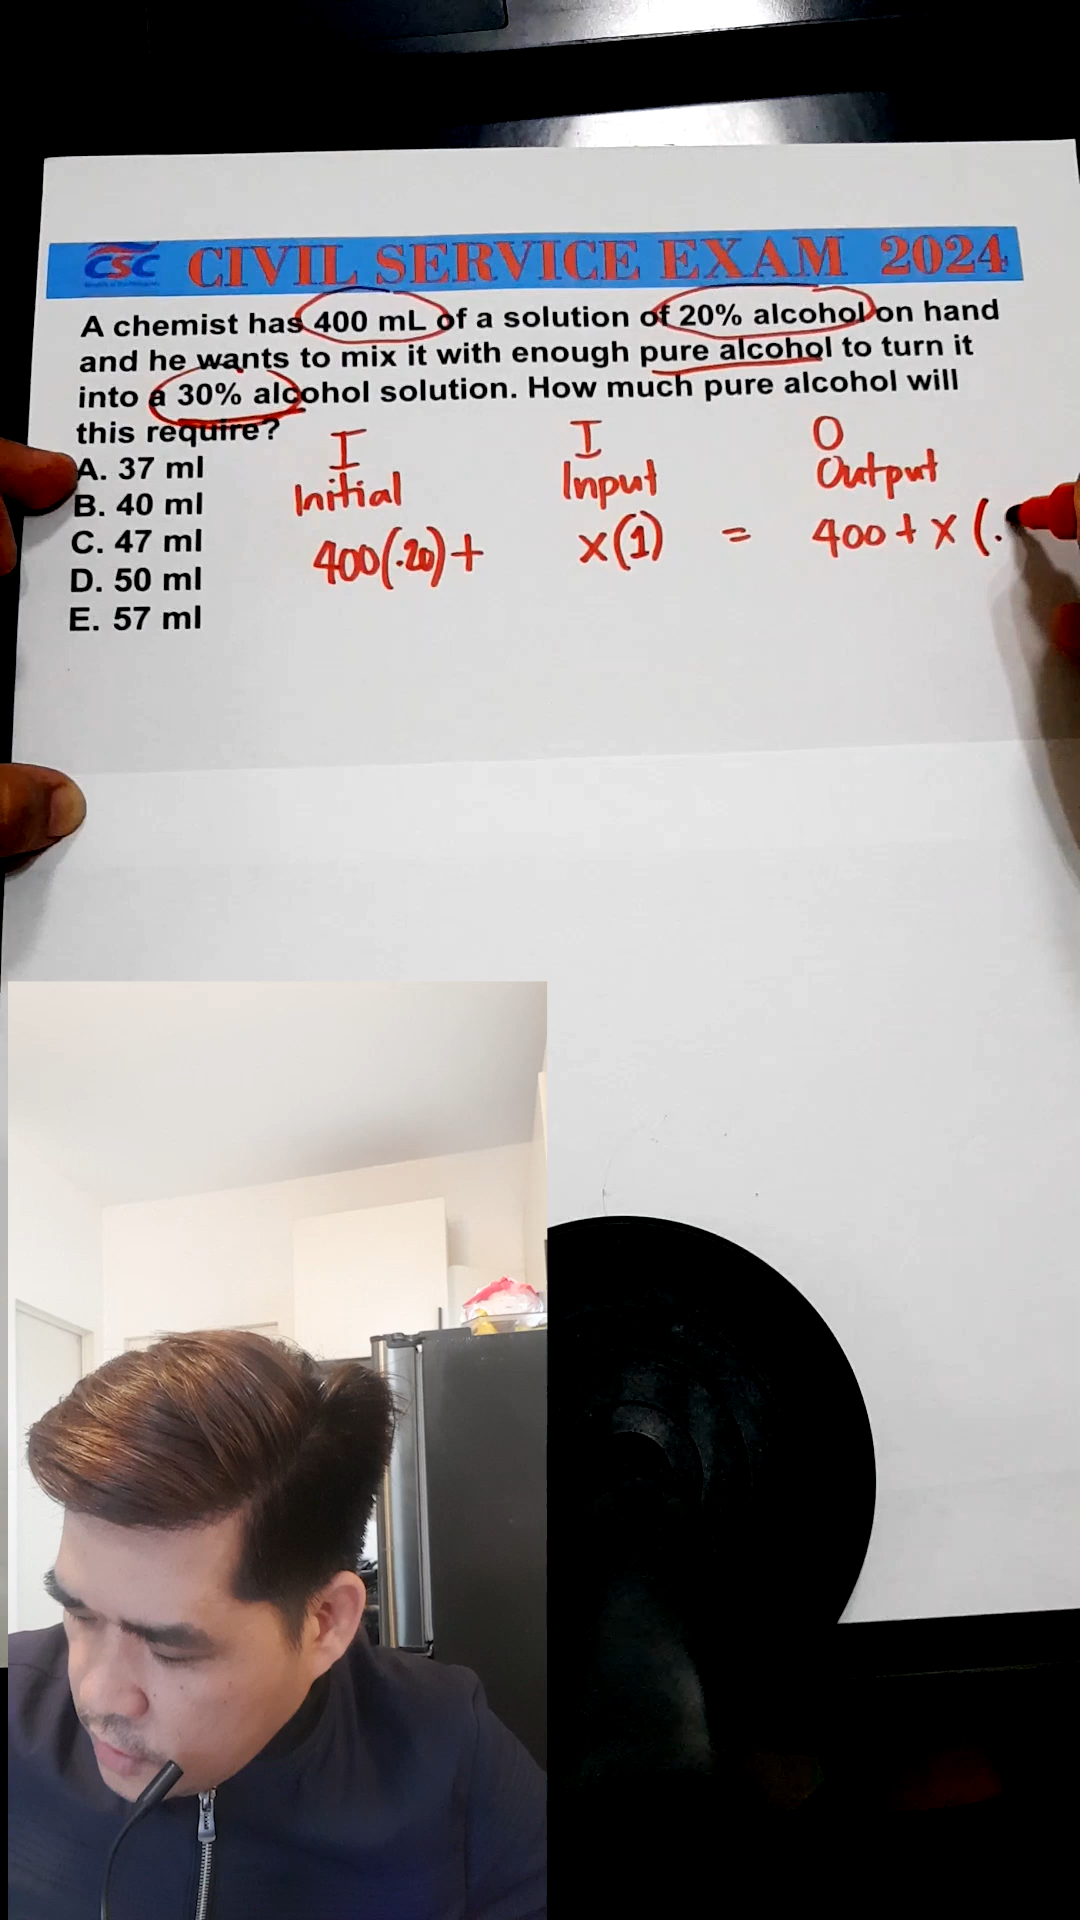 CSC CIVIL SERVICE EXAM 2024
A chemist has 400 mL of a solution of 20% alcohol on hand
and he wants to mix it with enough pure alcohol to turn it
into a 30% alcohol solution. How much pure alcohol will
this require?
A. 37 ml
B. 40 ml
C. 47 ml
D. 50 ml
E. 57 ml
I I O
Initial Input Output
400(.20) + x(1) = 400 + x (.